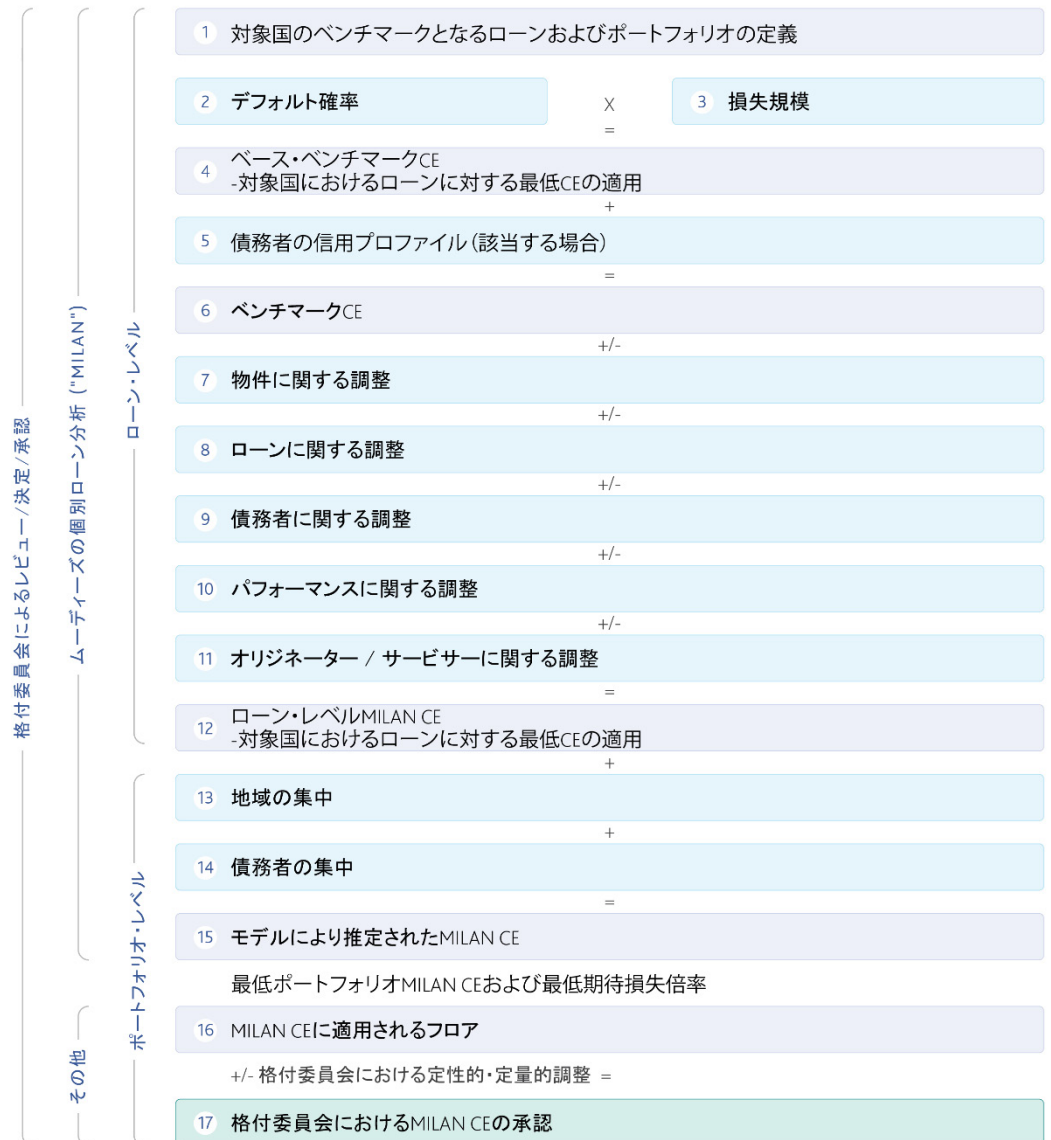 1 対象国のベンチマークとなるローンおよびポートフォリオの定義
2 デフォルト確率
X
3 損失規模
=
4 ベース・ベンチマークCE
-対象国におけるローンに対する最低CEの適用
+
5 債務者の信用プロファイル（該当する場合）
=
6 ベンチマークCE
+/-
7 物件に関する調整
+/-
8 ローンに関する調整
+/-
9 債務者に関する調整
+/-
10 パフォーマンスに関する調整
+/-
11 オリジネーター / サービサーに関する調整
=
12 ローン・レベルMILAN CE
-対象国におけるローンに対する最低CEの適用
+
13 地域の集中
+
14 債務者の集中
=
15 モデルにより推定されたMILAN CE
最低ポートフォリオMILAN CEおよび最低期待損失倍率
16 MILAN CEに適用されるフロア
+/- 格付委員会における定性的・定量的調整 =
17 格付委員会におけるMILAN CEの承認
格付委員会によるレビュー/決定/承認
ムーディーズの個別ローン分析 ("MILAN")
その他
ローン・レベル
ポートフォリオ・レベル